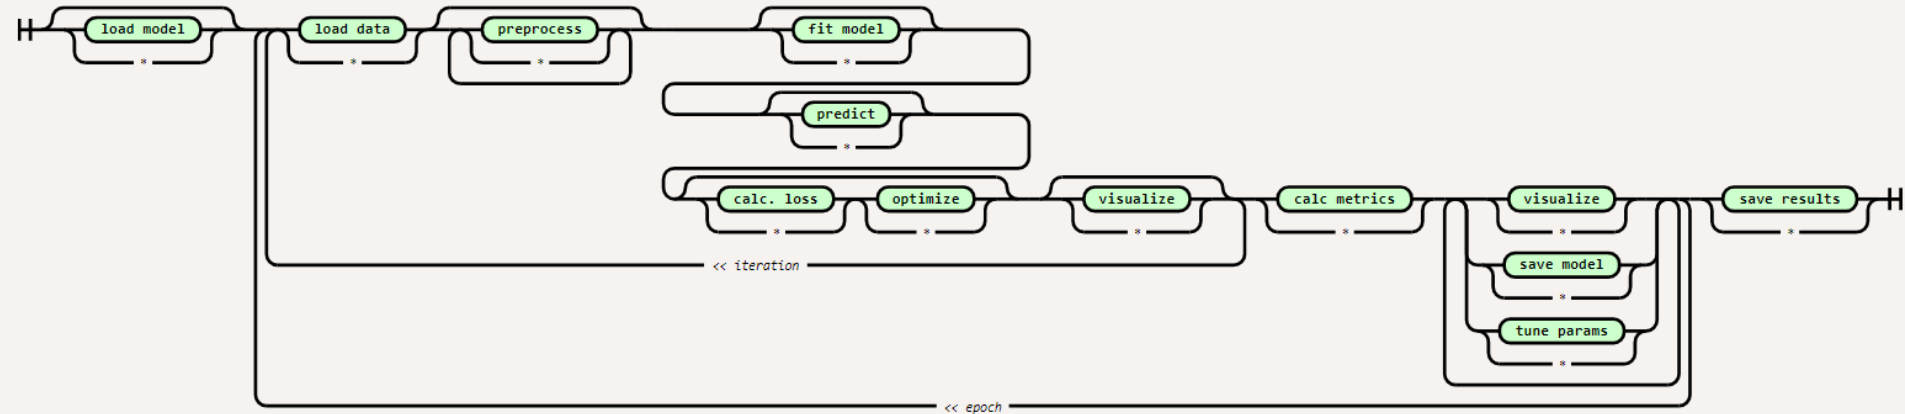 load model
*
load data
*
preprocess
*
fit model
*
predict
*
calc. loss
*
optimize
*
visualize
*
<< iteration
calc metrics
*
visualize
*
save model
*
tune params
*
<< epoch
save results
*